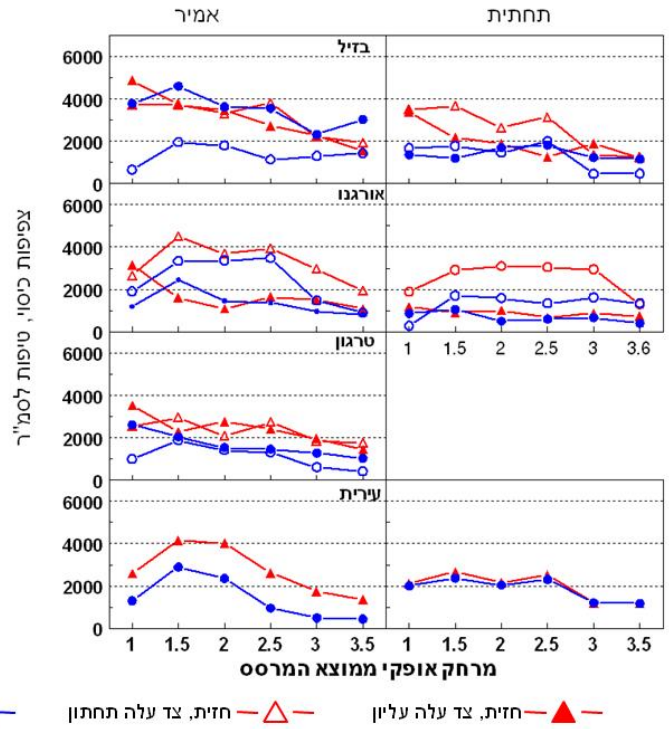 אמיר תחתית
בזיל
6000
4000
2000
0
אורגנו
6000
4000
2000
0
1 1.5 2 2.5 3 3.6
טרגון
6000
4000
2000
0
עירית
6000
4000
2000
0
1 1.5 2 2.5 3 3.5
1 1.5 2 2.5 3 3.5
צפיפות כיסוי, טיפות לסמ"ר
מרחק אופקי ממוצא המרסס
חזית, צד עלה עליון
חזית, צד עלה תחתון